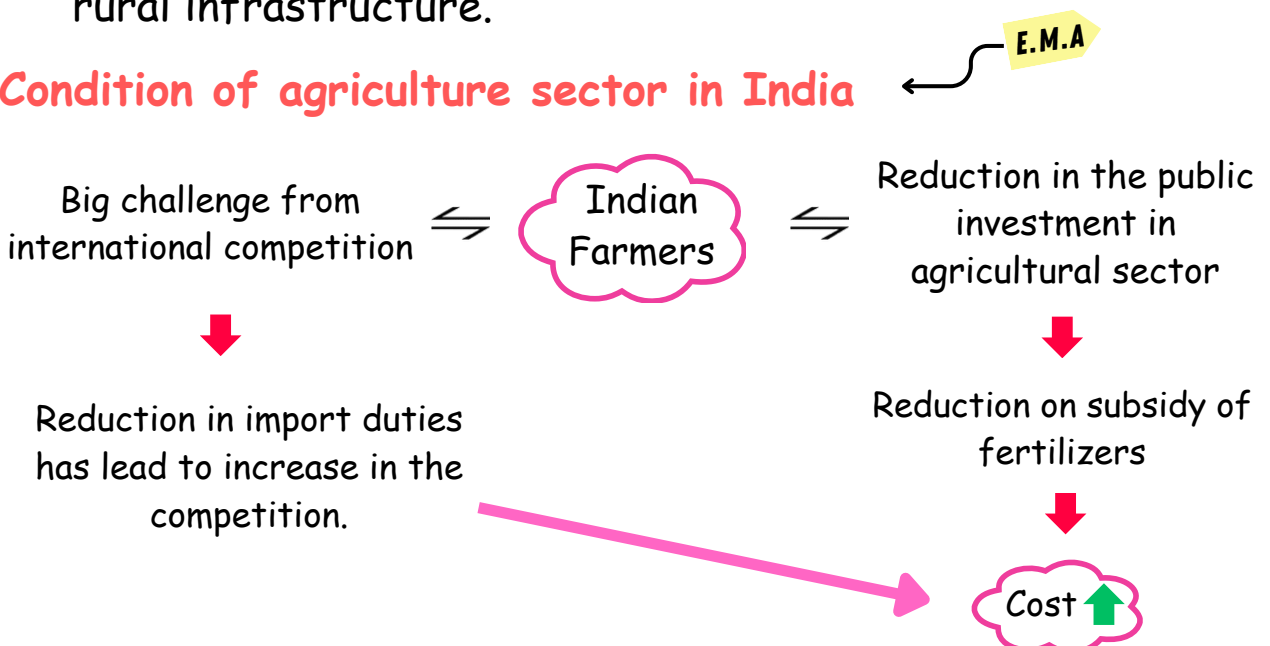 rural infrastructure.
E.M.A
Condition of agriculture sector in India
Big challenge from
international competition
Indian
Farmers
Reduction in the public
investment in
agricultural sector
Reduction in import duties
has lead to increase in the
competition.
Reduction on subsidy of
fertilizers
Cost